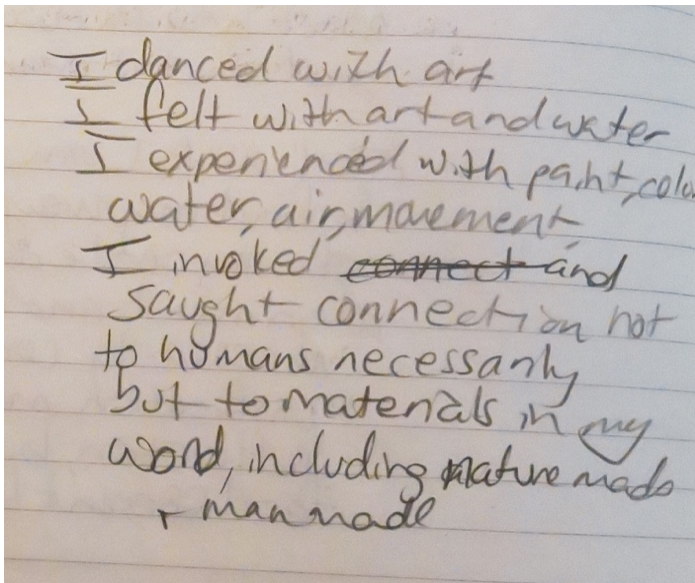 I danced with art
I felt with art and water
I experienced with paint, colo
water, air, movement,
I invoked ~~connect~~ and
saught connection not
to humans necessarily
but to materials in my
world, including nature made
+ man made